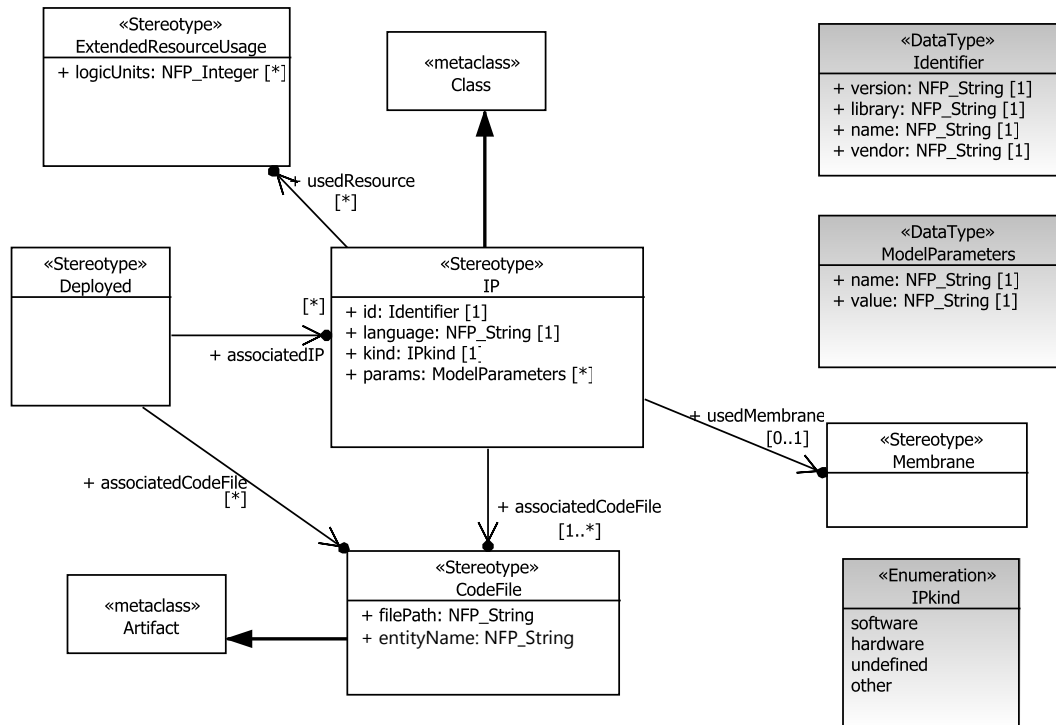 «Stereotype»
ExtendedResourceUsage
+ logicUnits: NFP_Integer [*]
«metaclass»
Class
«DataType»
Identifier
+ version: NFP_String [1]
+ library: NFP_String [1]
+ name: NFP_String [1]
+ vendor: NFP_String [1]
+ usedResource
[*]
«DataType»
ModelParameters
+ name: NFP_String [1]
+ value: NFP_String [1]
«Stereotype»
Deployed
[*]
+ associatedIP
«Stereotype»
IP
+ id: Identifier [1]
+ language: NFP_String [1]
+ kind: IPkind [1]
+ params: ModelParameters [*]
+ usedMembrane
[0..1]
«Stereotype»
Membrane
+ associatedCodeFile
[*]
+ associatedCodeFile
[1..*]
«Stereotype»
CodeFile
+ filePath: NFP_String
+ entityName: NFP_String
«metaclass»
Artifact
«Enumeration»
IPkind
software
hardware
undefined
other